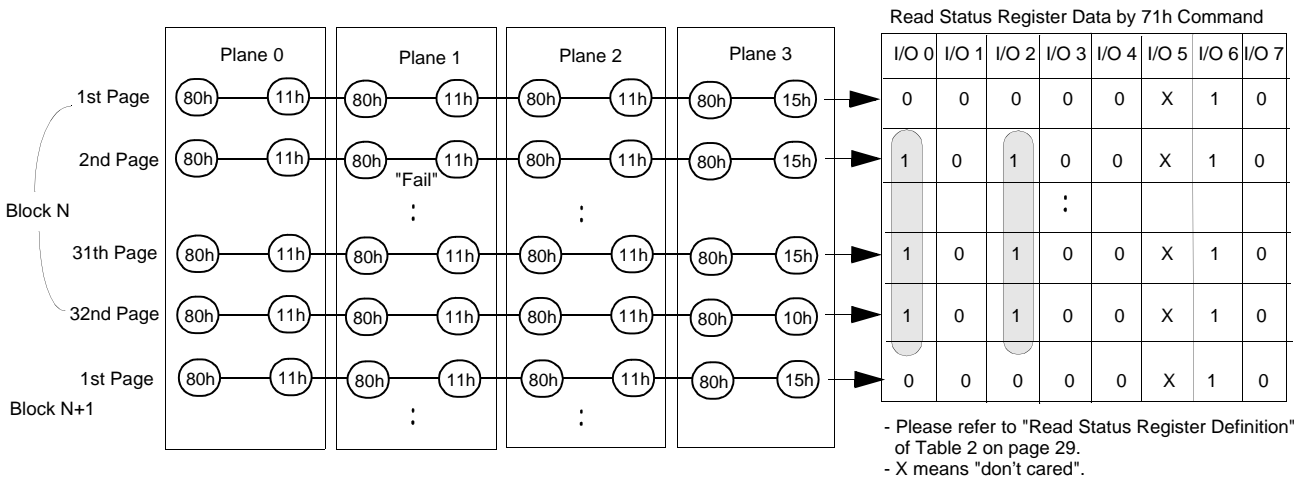 Read Status Register Data by 71h Command
Plane 0 Plane 1 Plane 2 Plane 3 I/O 0 I/O 1 I/O 2 I/O 3 I/O 4 I/O 5 I/O 6 I/O 7
1st Page 80h 11h 80h 11h 80h 11h 80h 15h 0 0 0 0 0 X 1 0
2nd Page 80h 11h 80h 11h 80h 11h 80h 15h 1 0 1 0 0 X 1 0
"Fail"
Block N : : :
31th Page 80h 11h 80h 11h 80h 11h 80h 15h 1 0 1 0 0 X 1 0
32nd Page 80h 11h 80h 11h 80h 11h 80h 10h 1 0 1 0 0 X 1 0
1st Page 80h 11h 80h 11h 80h 11h 80h 15h 0 0 0 0 0 X 1 0
Block N+1 : :
- Please refer to "Read Status Register Definition"
of Table 2 on page 29.
- X means "don't cared".